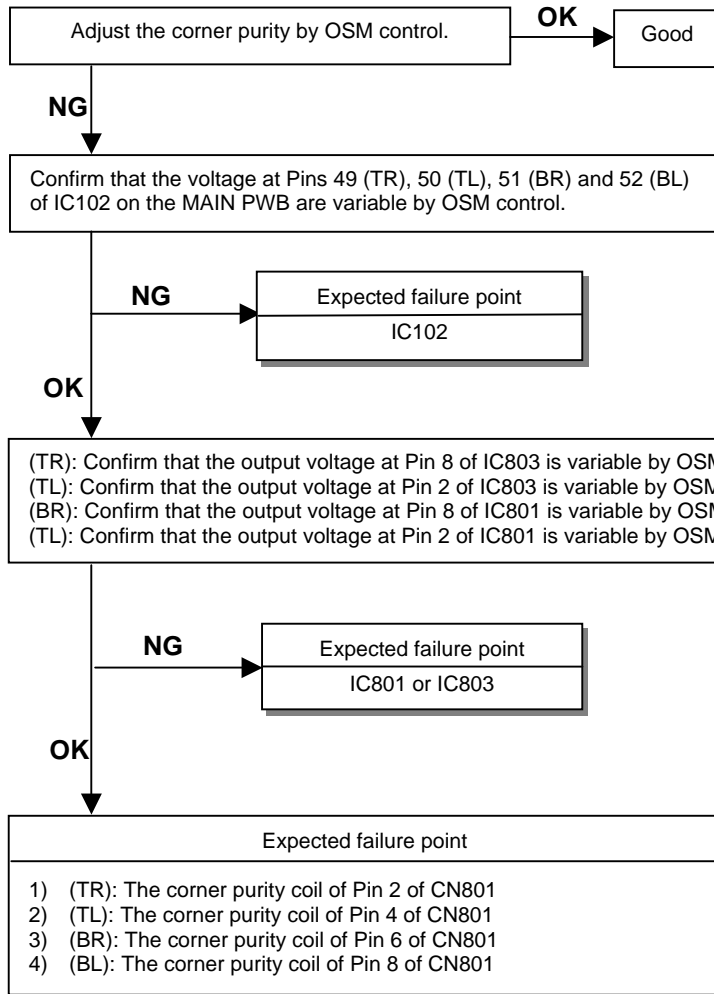 Adjust the corner purity by OSM control.
OK
Good
NG
Confirm that the voltage at Pins 49 (TR), 50 (TL), 51 (BR) and 52 (BL)
of IC102 on the MAIN PWB are variable by OSM control.
NG
Expected failure point
IC102
OK
(TR): Confirm that the output voltage at Pin 8 of IC803 is variable by OSM
(TL): Confirm that the output voltage at Pin 2 of IC803 is variable by OSM
(BR): Confirm that the output voltage at Pin 8 of IC801 is variable by OSM
(TL): Confirm that the output voltage at Pin 2 of IC801 is variable by OSM
NG
Expected failure point
IC801 or IC803
OK
Expected failure point
1) (TR): The corner purity coil of Pin 2 of CN801
2) (TL): The corner purity coil of Pin 4 of CN801
3) (BR): The corner purity coil of Pin 6 of CN801
4) (BL): The corner purity coil of Pin 8 of CN801